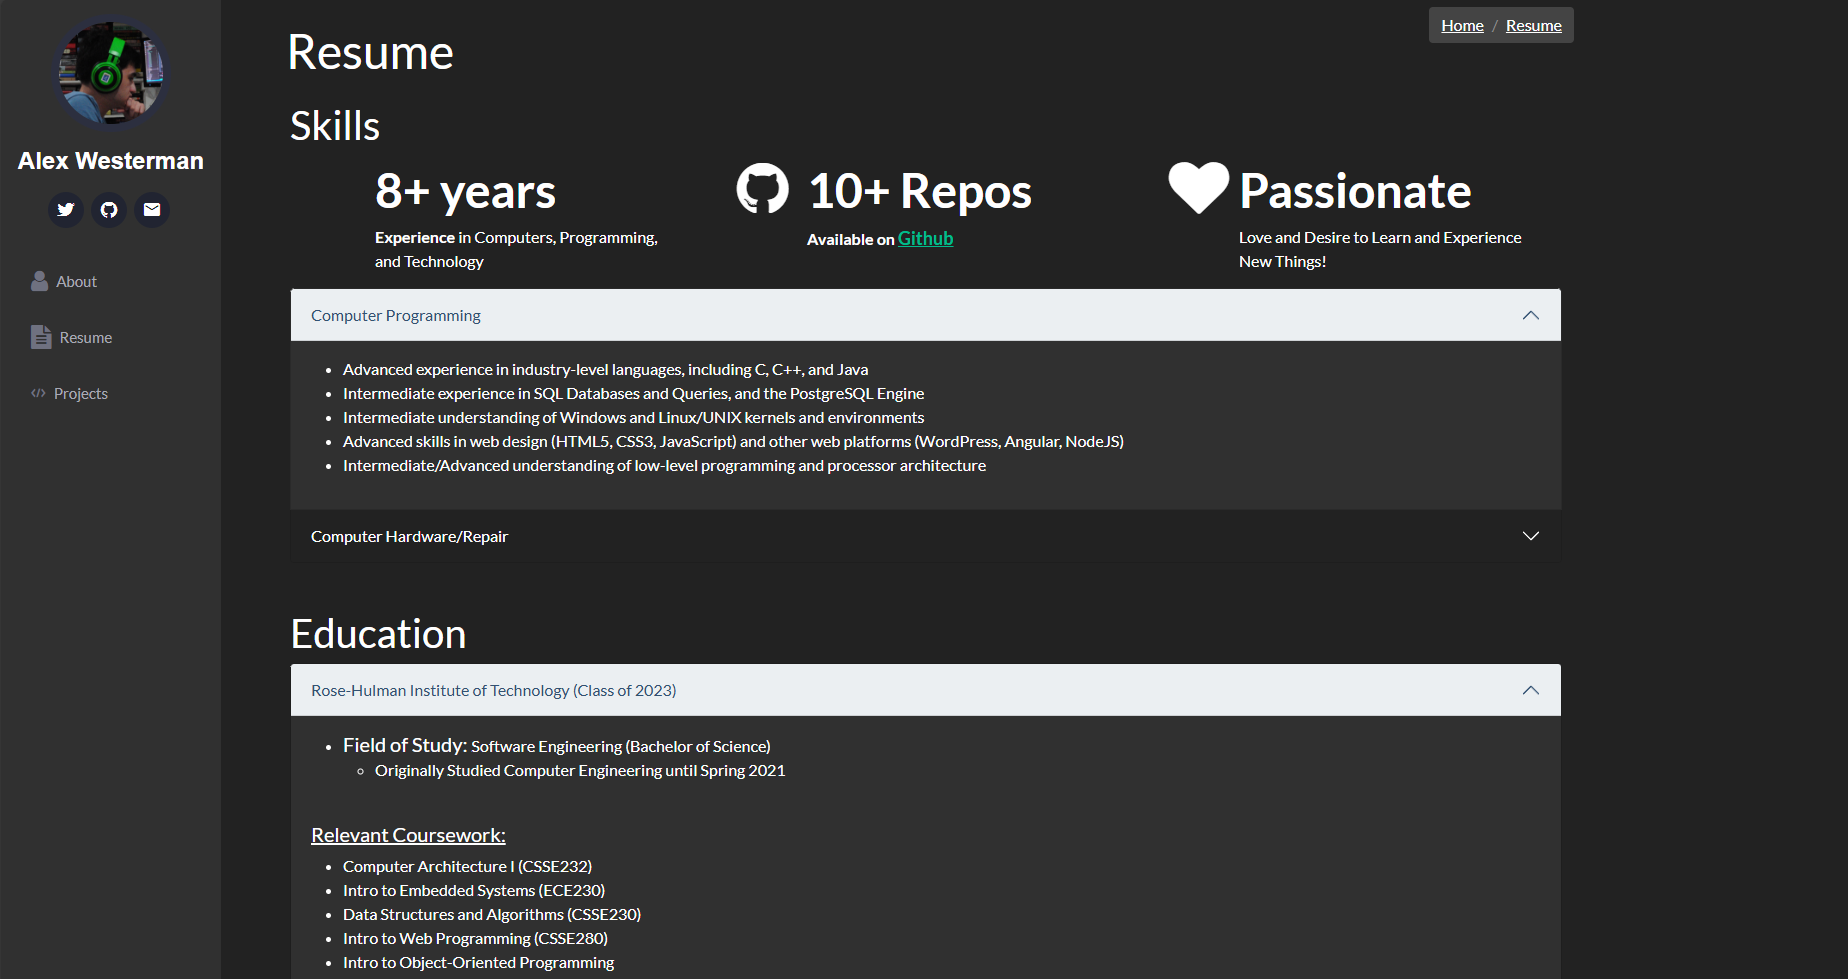 Alex Westerman
About
Resume
Projects
Home / Resume
Resume
Skills
8+ years
Experience in Computers, Programming,
and Technology
10+ Repos
Available on Github
Passionate
Love and Desire to Learn and Experience
New Things!
Computer Programming
Advanced experience in industry-level languages, including C, C++, and Java
Intermediate experience in SQL Databases and Queries, and the PostgreSQL Engine
Intermediate understanding of Windows and Linux/UNIX kernels and environments
Advanced skills in web design (HTML5, CSS3, JavaScript) and other web platforms (WordPress, Angular, NodeJS)
Intermediate/Advanced understanding of low-level programming and processor architecture
Computer Hardware/Repair
Education
Rose-Hulman Institute of Technology (Class of 2023)
Field of Study: Software Engineering (Bachelor of Science)
Originally Studied Computer Engineering until Spring 2021
Relevant Coursework:
Computer Architecture I (CSSE232)
Intro to Embedded Systems (ECE230)
Data Structures and Algorithms (CSSE230)
Intro to Web Programming (CSSE280)
Intro to Object-Oriented Programming